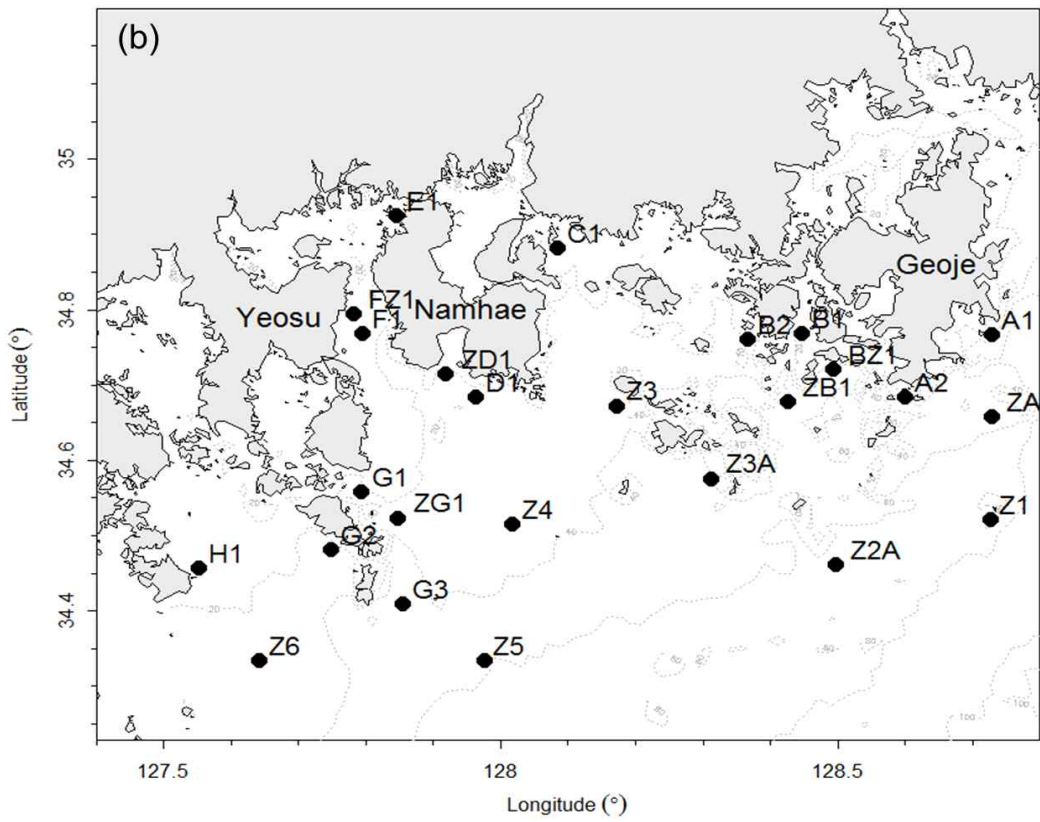 (b)
35
E1
C1
Geoje
FZ1
Namhae
34.8
Yeosu
F1
B2
B1
A1
ZD1
BZ1
D1
Z3
ZB1
A2
ZA
Latitude (°)
34.6
G1
Z3A
ZG1
Z4
Z1
G2
H1
Z2A
34.4
G3
Z6
Z5
127.5
128
128.5
Longitude (°)